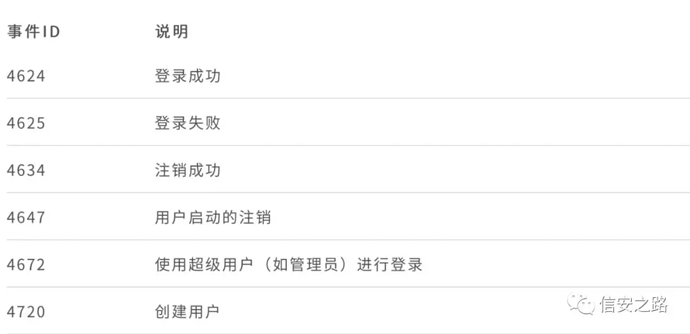 事件ID 说明
4624 登录成功
4625 登录失败
4634 注销成功
4647 用户启动的注销
4672 使用超级用户（如管理员）进行登录
4720 创建用户
信安之路